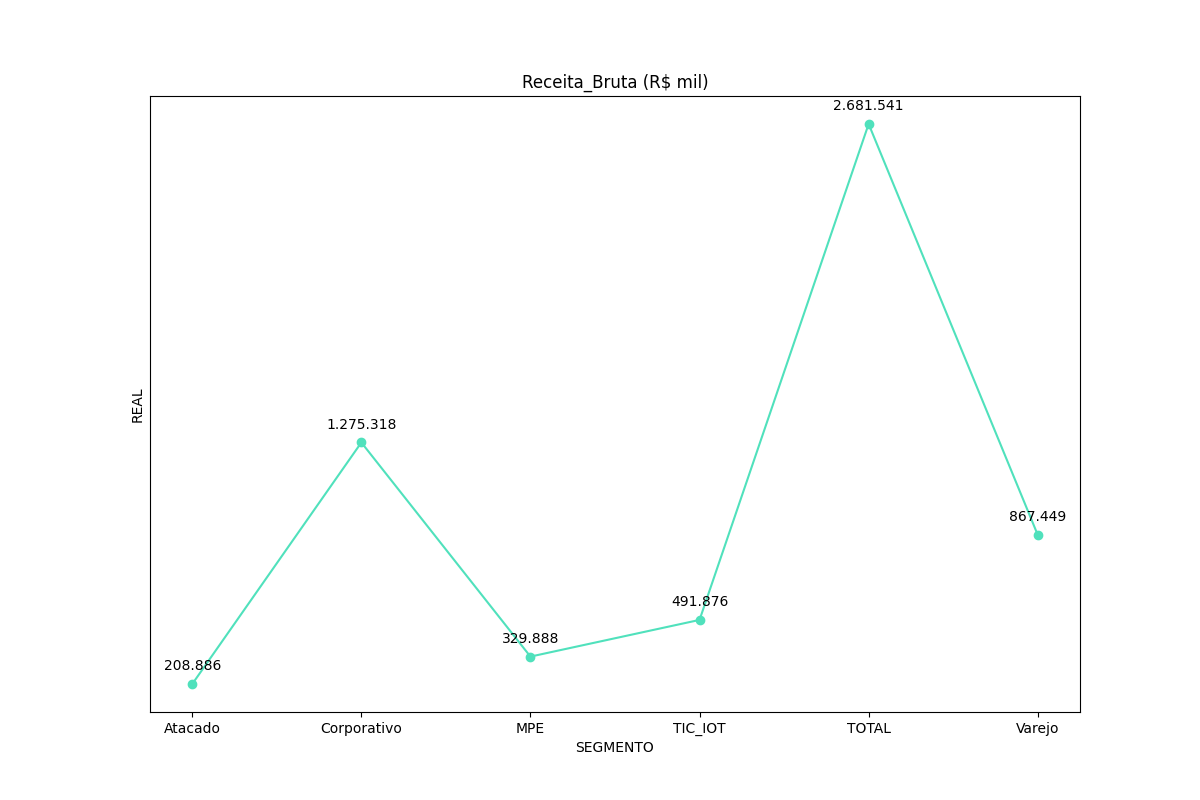 Receita_Bruta (R$ mil)
2.681.541
1.275.318
867.449
491.876
329.888
208.886
REAL
Atacado Corporativo MPE TIC_IOT TOTAL Varejo
SEGMENTO